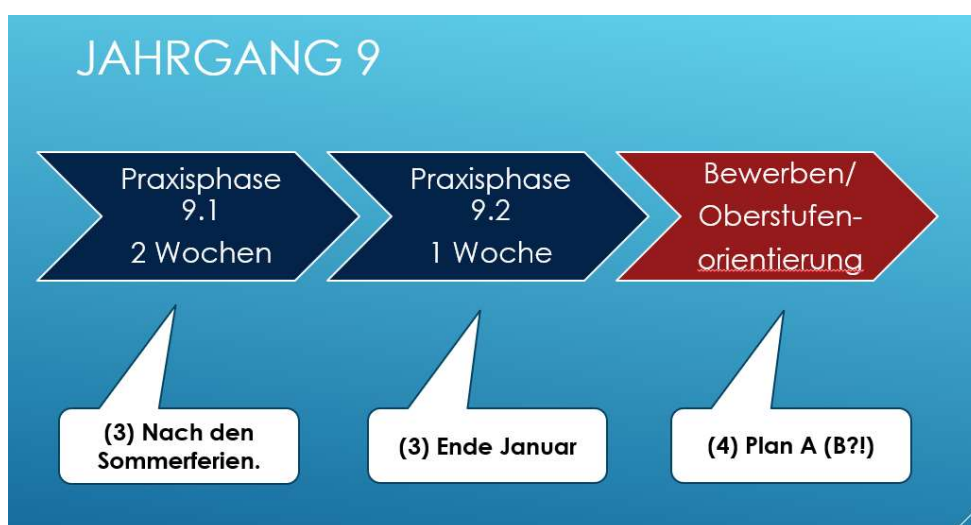 JAHRGANG 9
Praxisphase
9.1
2 Wochen
Praxisphase
9.2
1 Woche
Bewerben/
Oberstufen-
orientierung
(3) Nach den
Sommerferien.
(3) Ende Januar
(4) Plan A (B?!)